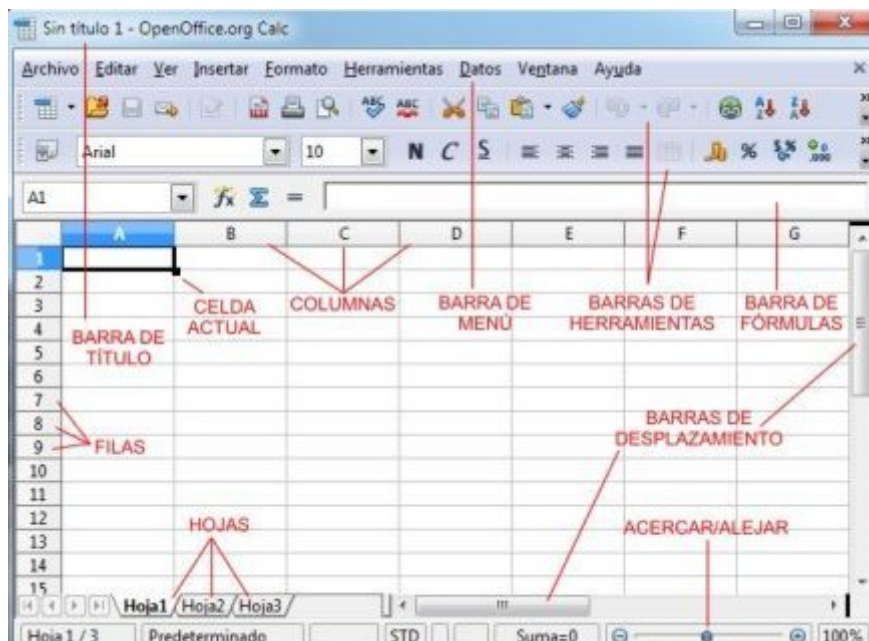 Sin título 1 - OpenOffice.org Calc
Archivo Editar Ver Insertar Formato Herramientas Datos Ventana Ayuda
Arial 10 N C S %
A1 fx Σ =
A B C D E F G
1
2
3 CELDA COLUMNAS BARRA DE BARRAS DE BARRA DE
4 ACTUAL MENÚ HERRAMIENTAS FÓRMULAS
BARRA DE
5 TÍTULO
6
7
8 BARRAS DE
9 FILAS DESPLAZAMIENTO
10
11
12 HOJAS ACERCAR/ALEJAR
13
14
15
Hoja1 Hoja2 Hoja3
Hoja 1 / 3 Predeterminado STD Suma=0 100%